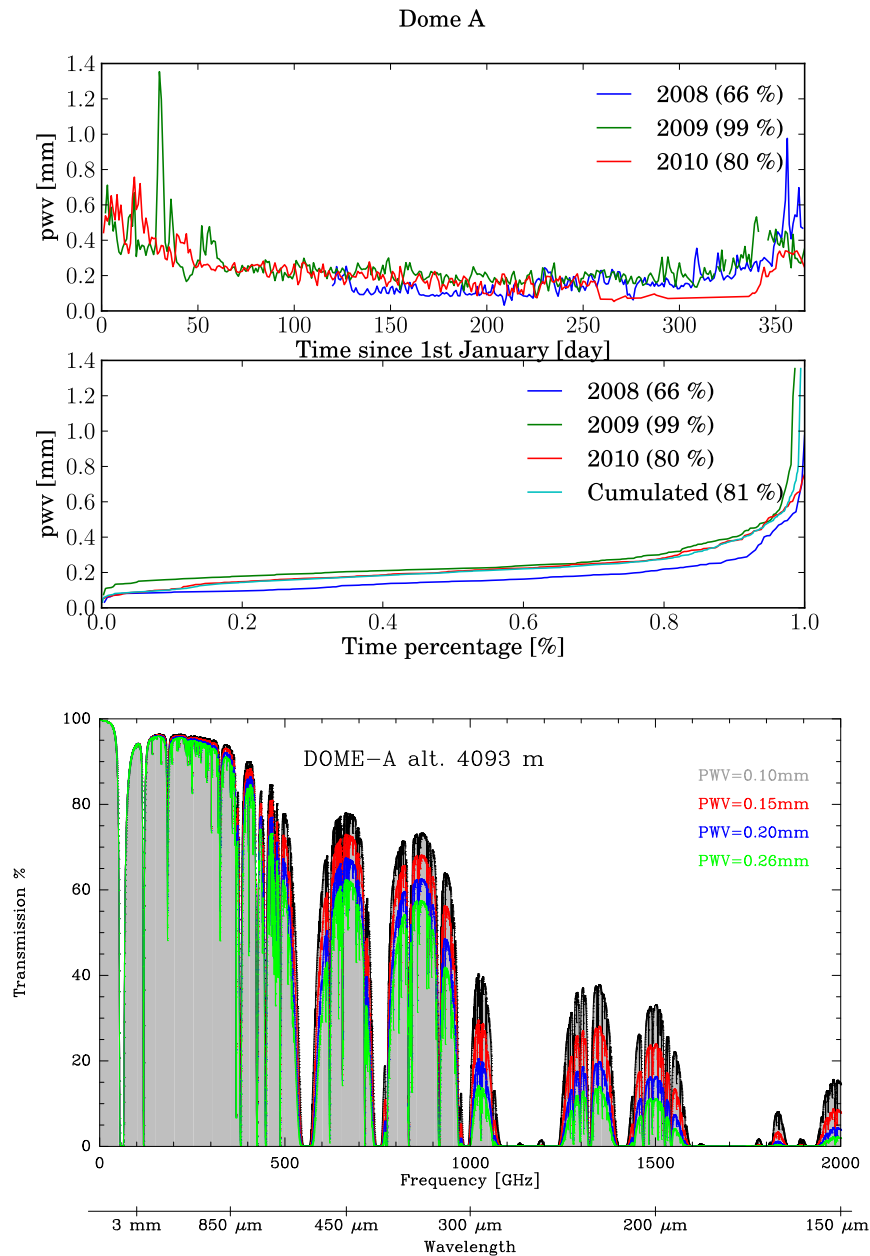 Dome A
1.4
1.2
1.0
0.8
0.6
0.4
0.2
0.0
pwv [mm]
2008 (66 %)
2009 (99 %)
2010 (80 %)
0 50 100 150 200 250 300 350
Time since 1st January [day]
1.4
1.2
1.0
0.8
0.6
0.4
0.2
0.0
pwv [mm]
2008 (66 %)
2009 (99 %)
2010 (80 %)
Cumulated (81 %)
0.0 0.2 0.4 0.6 0.8 1.0
Time percentage [%]
100
80
60
40
20
0
Transmission %
DOME-A alt. 4093 m
PWV=0.10mm
PWV=0.15mm
PWV=0.20mm
PWV=0.26mm
0 500 1000 1500 2000
Frequency [GHz]
3 mm 850 μm 450 μm 300 μm 200 μm 150 μm
Wavelength